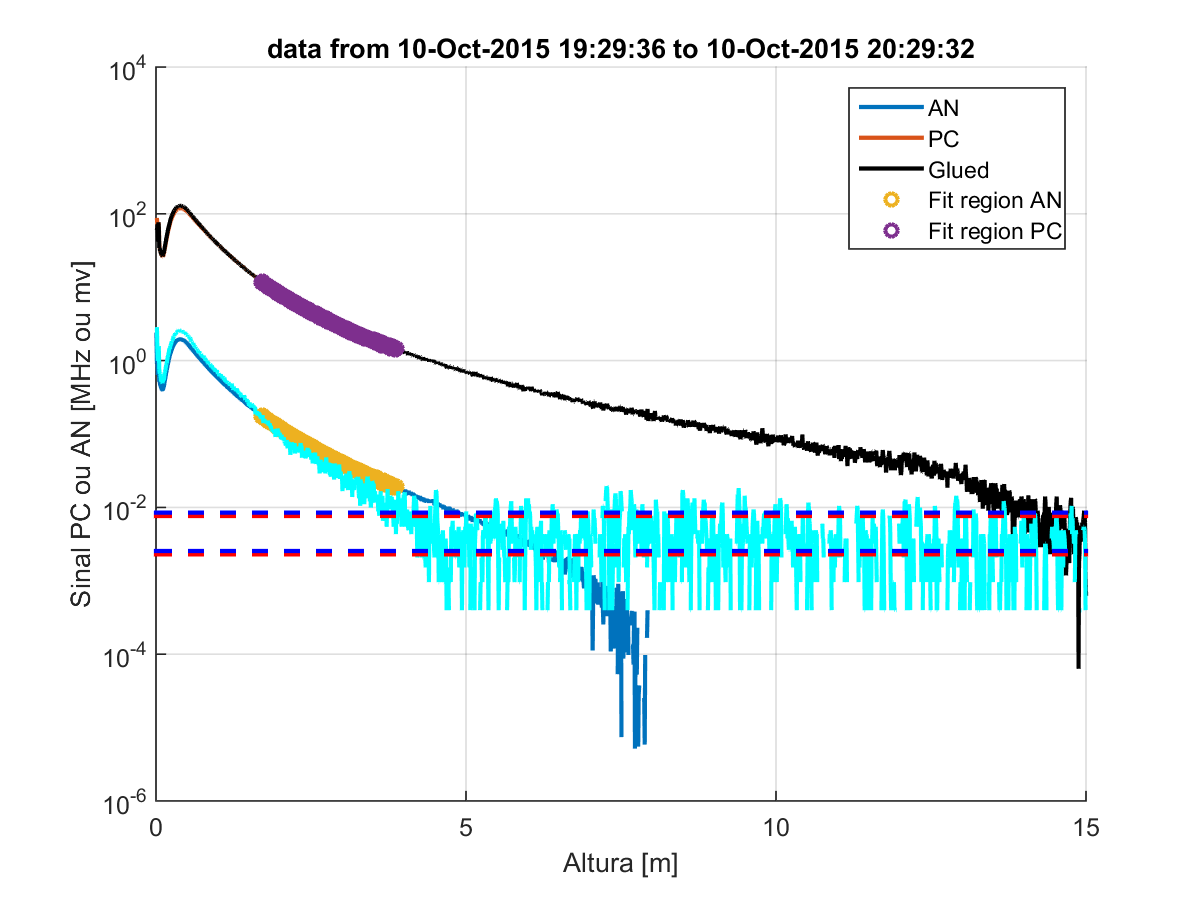 data from 10-Oct-2015 19:29:36 to 10-Oct-2015 20:29:32
10^4
10^2
10^0
10^-2
10^-4
10^-6
Sinal PC ou AN [MHz ou mv]
AN
PC
Glued
Fit region AN
Fit region PC
0 5 10 15
Altura [m]